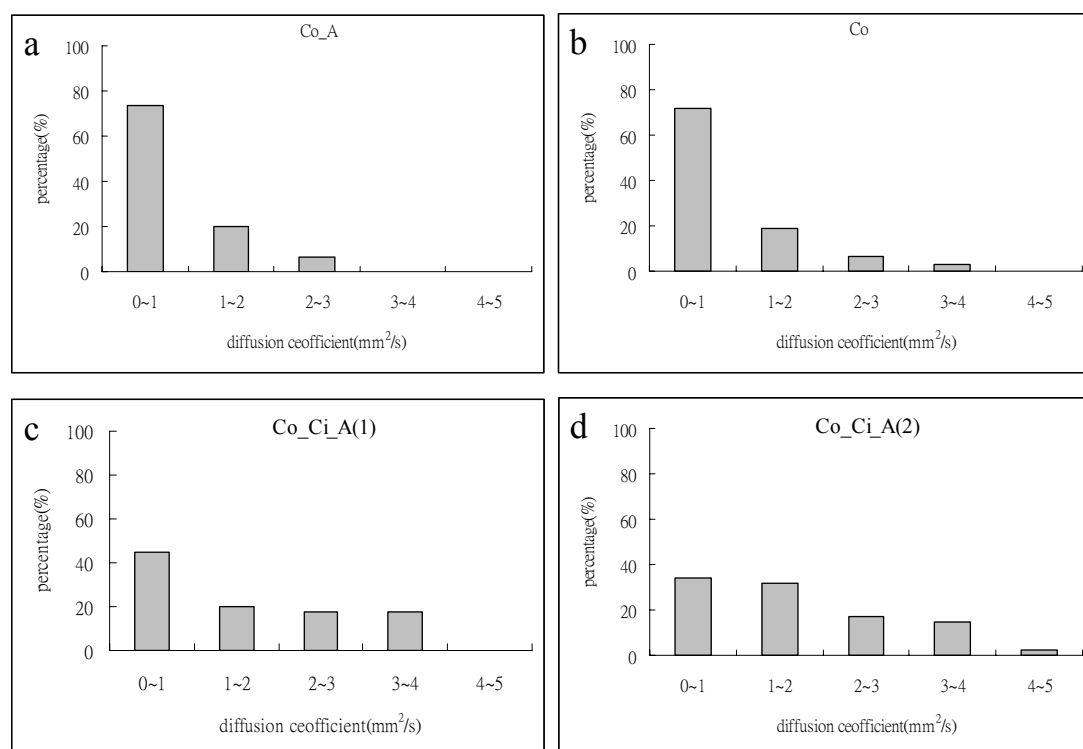 a
Co_A
100
80
60
40
20
0
percentage(%)
0~1 1~2 2~3 3~4 4~5
diffusion ceofficient(mm²/s)
b
Co
100
80
60
40
20
0
percentage(%)
0~1 1~2 2~3 3~4 4~5
diffusion ceofficient(mm²/s)
c
Co_Ci_A(1)
100
80
60
40
20
0
percentage(%)
0~1 1~2 2~3 3~4 4~5
diffusion ceofficient(mm²/s)
d
Co_Ci_A(2)
100
80
60
40
20
0
percentage(%)
0~1 1~2 2~3 3~4 4~5
diffusion ceofficient(mm²/s)